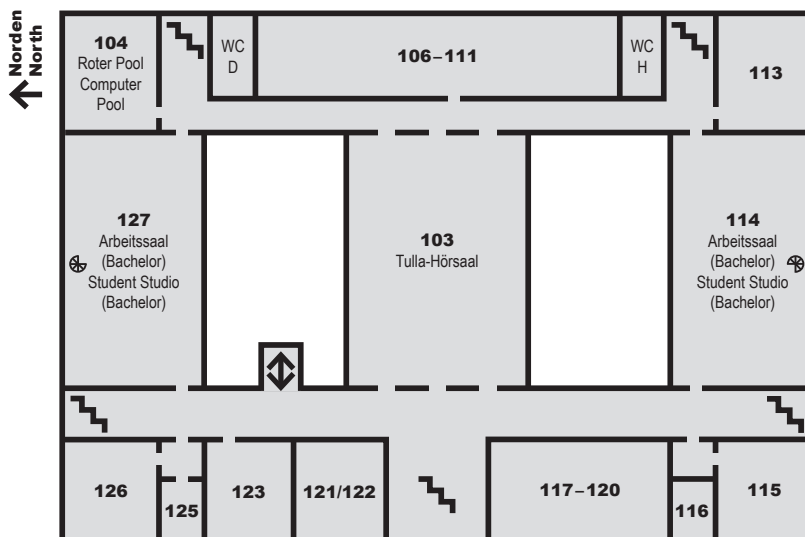 Norden
North
104
Roter Pool
Computer
Pool
WC
D
106–111
WC
H
113
127
Arbeitssaal
(Bachelor)
Student Studio
(Bachelor)
103
Tulla-Hörsaal
114
Arbeitssaal
(Bachelor)
Student Studio
(Bachelor)
126
125
123
121/122
117–120
116
115